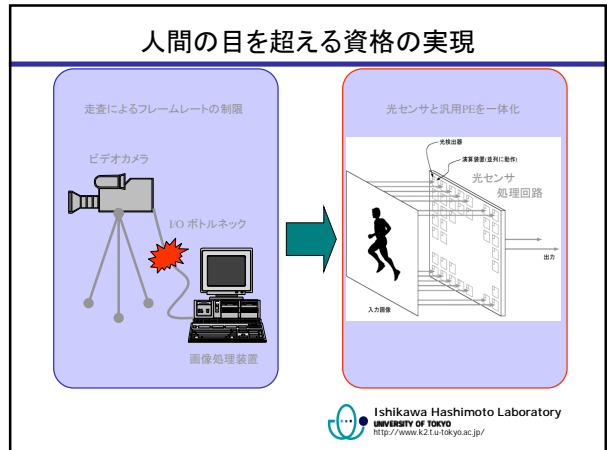 人間の目を超える資格の実現
走査によるフレームレートの制限
ビデオカメラ
I/O ボトルネック
画像処理装置
光センサと汎用PEを一体化
光検出器
演算装置(並列に動作)
光センサ
処理回路
出力
入力画像
Ishikawa Hashimoto Laboratory
UNIVERSITY OF TOKYO
http://www.k2.t.u-tokyo.ac.jp/